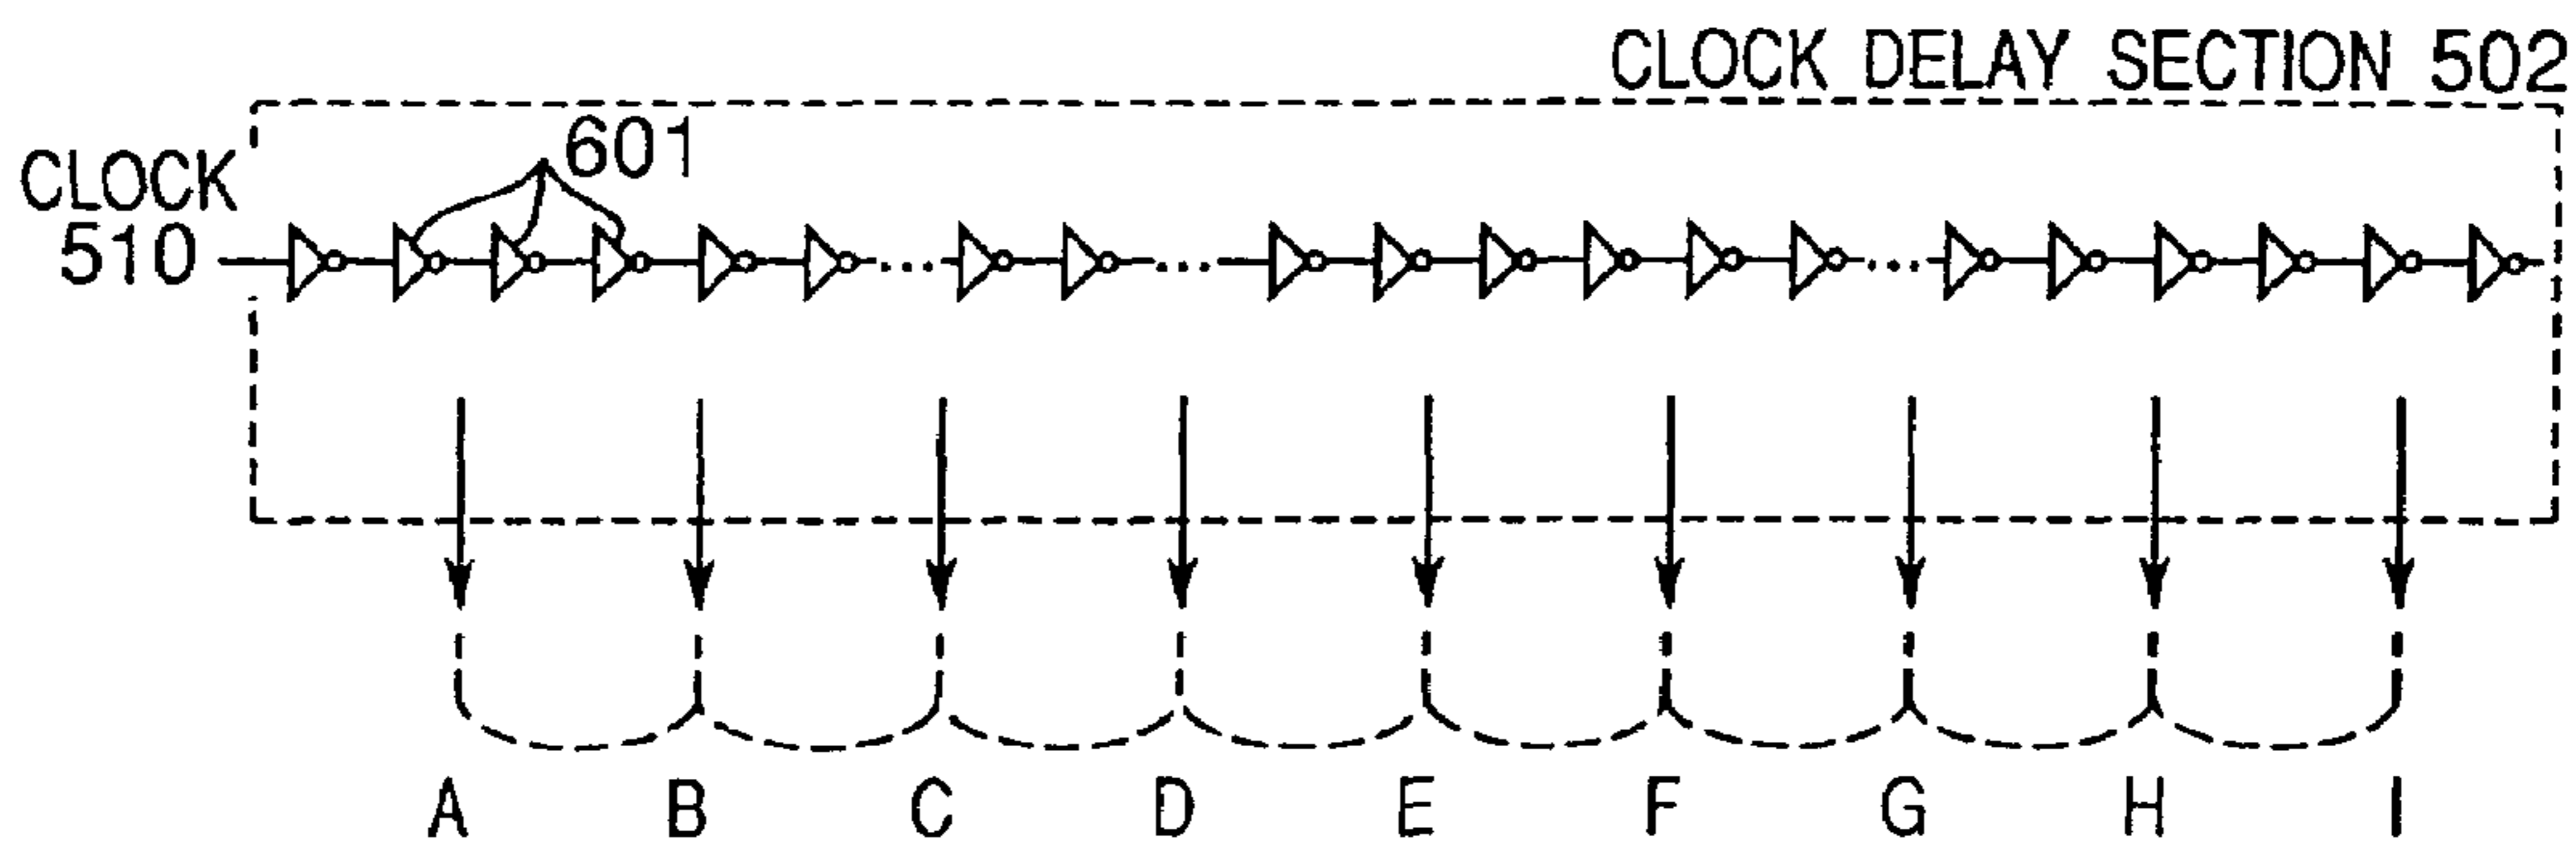 CLOCK DELAY SECTION 502
601
CLOCK
510
A B C D E F G H I